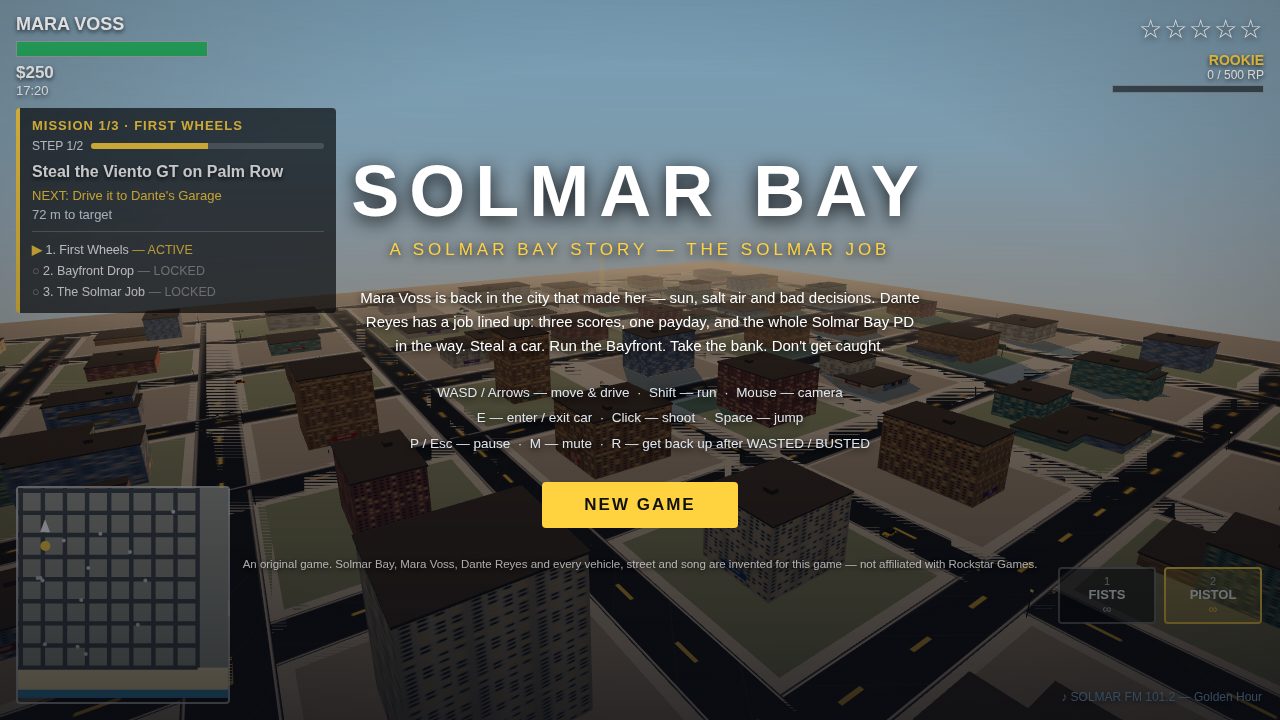 MARA VOSS
$250
17:20
☆☆☆☆☆
ROOKIE
0 / 500 RP
MISSION 1/3 · FIRST WHEELS
STEP 1/2
Steal the Viento GT on Palm Row
NEXT: Drive it to Dante's Garage
72 m to target
▶ 1. First Wheels — ACTIVE
○ 2. Bayfront Drop — LOCKED
○ 3. The Solmar Job — LOCKED
SOLMAR BAY
A SOLMAR BAY STORY — THE SOLMAR JOB
Mara Voss is back in the city that made her — sun, salt air and bad decisions. Dante
Reyes has a job lined up: three scores, one payday, and the whole Solmar Bay PD
in the way. Steal a car. Run the Bayfront. Take the bank. Don't get caught.
WASD / Arrows — move & drive · Shift — run · Mouse — camera
E — enter / exit car · Click — shoot · Space — jump
P / Esc — pause · M — mute · R — get back up after WASTED / BUSTED
NEW GAME
An original game. Solmar Bay, Mara Voss, Dante Reyes and every vehicle, street and song are invented for this game — not affiliated with Rockstar Games.
1
FISTS
∞
2
PISTOL
∞
♪ SOLMAR FM 101.2 — Golden Hour